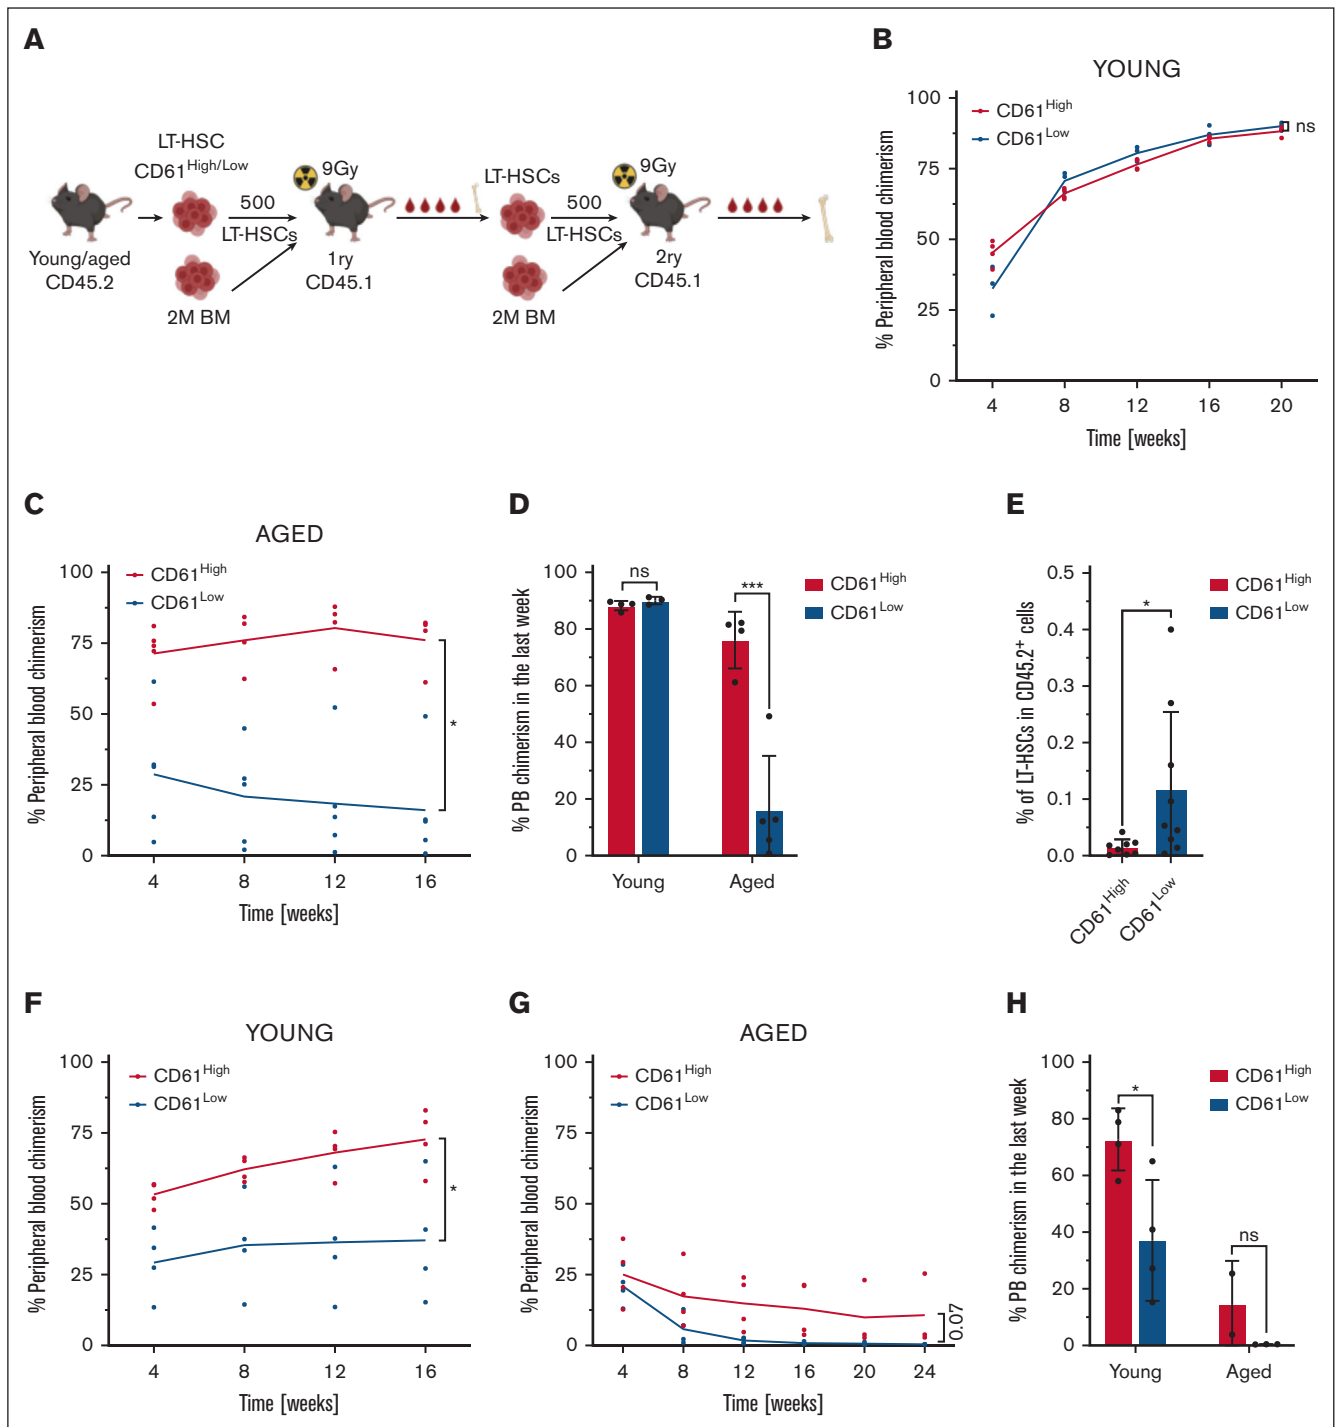 A
LT-HSC
CD61High/Low
Young/aged
CD45.2
500
LT-HSCs
2M BM
9Gy
1ry
CD45.1
LT-HSCs
500
LT-HSCs
2M BM
9Gy
2ry
CD45.1
B
YOUNG
CD61High
CD61Low
% Peripheral blood chimerism
100
75
50
25
0
ns
4 8 12 16 20
Time [weeks]
C
AGED
CD61High
CD61Low
% Peripheral blood chimerism
100
75
50
25
0
*
4 8 12 16
Time [weeks]
D
% PB chimerism in the last week
100
80
60
40
20
0
ns
***
CD61High
CD61Low
Young Aged
E
% of LT-HSCs in CD45.2+ cells
0.5
0.4
0.3
0.2
0.1
0.0
*
CD61High
CD61Low
CD61High
CD61Low
F
YOUNG
CD61High
CD61Low
% Peripheral blood chimerism
100
75
50
25
0
*
4 8 12 16
Time [weeks]
G
AGED
CD61High
CD61Low
% Peripheral blood chimerism
100
75
50
25
0
0.07
4 8 12 16 20 24
Time [weeks]
H
% PB chimerism in the last week
100
80
60
40
20
0
*
ns
CD61High
CD61Low
Young Aged